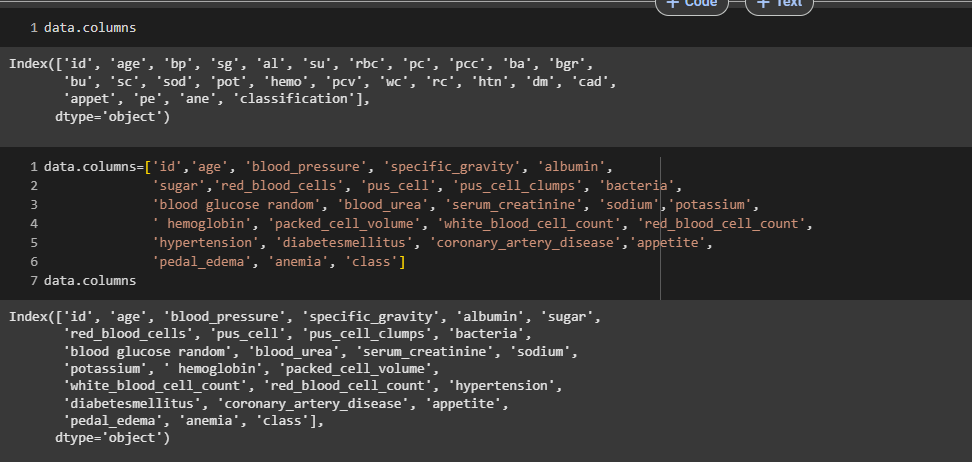 + Code + Text
1 data.columns
Index(['id', 'age', 'bp', 'sg', 'al', 'su', 'rbc', 'pc', 'pcc', 'ba', 'bgr',
'bu', 'sc', 'sod', 'pot', 'hemo', 'pcv', 'wc', 'rc', 'htn', 'dm', 'cad',
'appet', 'pe', 'ane', 'classification'],
dtype='object')
1 data.columns=['id','age', 'blood_pressure', 'specific_gravity', 'albumin',
2 'sugar','red_blood_cells', 'pus_cell', 'pus_cell_clumps', 'bacteria',
3 'blood glucose random', 'blood_urea', 'serum_creatinine', 'sodium','potassium',
4 ' hemoglobin', 'packed_cell_volume', 'white_blood_cell_count', 'red_blood_cell_count',
5 'hypertension', 'diabetesmellitus', 'coronary_artery_disease','appetite',
6 'pedal_edema', 'anemia', 'class']
7 data.columns
Index(['id', 'age', 'blood_pressure', 'specific_gravity', 'albumin', 'sugar',
'red_blood_cells', 'pus_cell', 'pus_cell_clumps', 'bacteria',
'blood glucose random', 'blood_urea', 'serum_creatinine', 'sodium',
'potassium', ' hemoglobin', 'packed_cell_volume',
'white_blood_cell_count', 'red_blood_cell_count', 'hypertension',
'diabetesmellitus', 'coronary_artery_disease', 'appetite',
'pedal_edema', 'anemia', 'class'],
dtype='object')